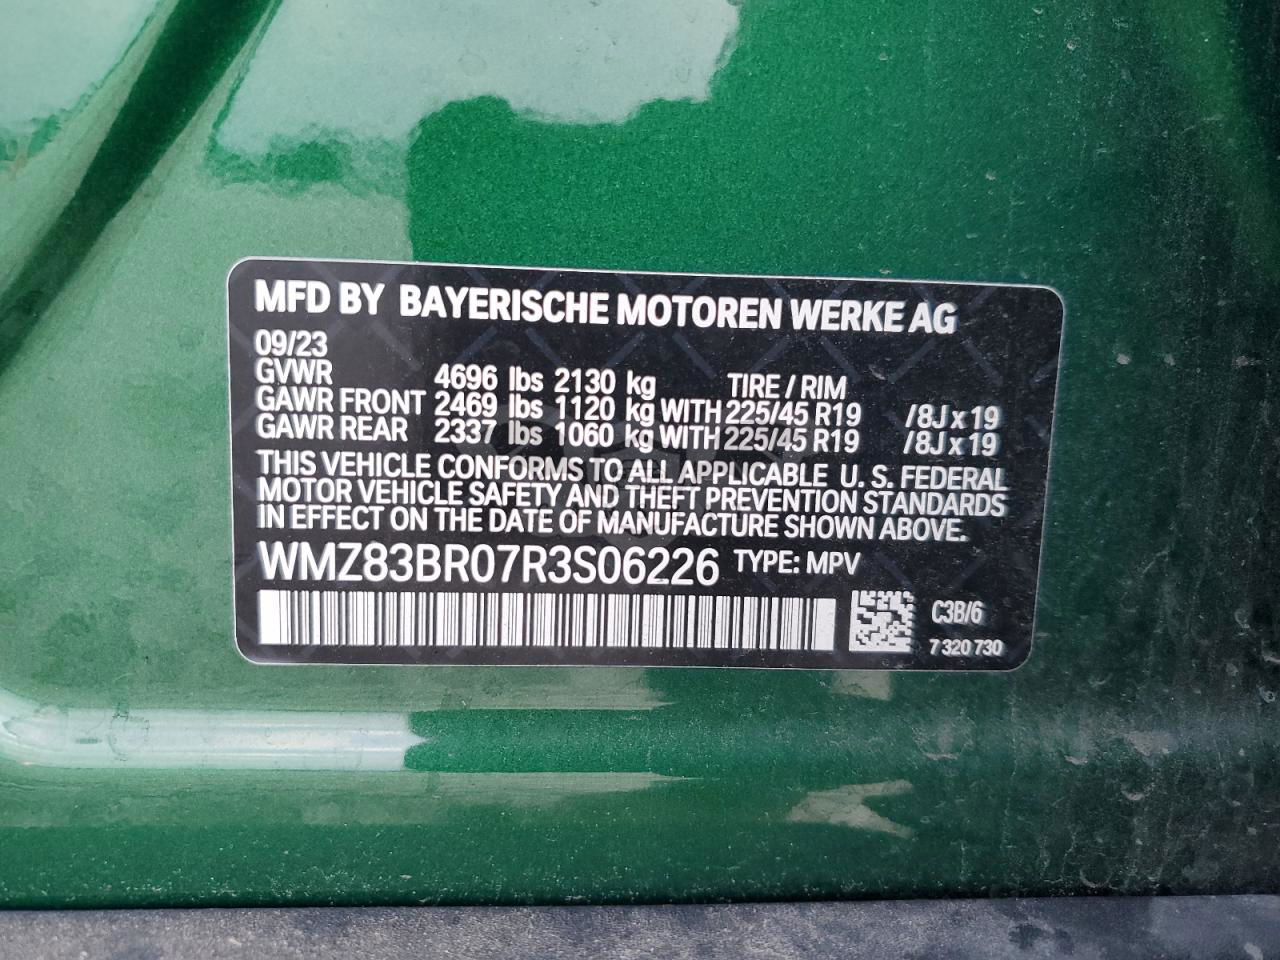 MFD BY BAYERISCHE MOTOREN WERKE AG
09/23
GVWR 4696 lbs 2130 kg TIRE / RIM
GAWR FRONT 2469 lbs 1120 kg WITH 225/45 R19 /8J x 19
GAWR REAR 2337 lbs 1060 kg WITH 225/45 R19 /8J x 19
THIS VEHICLE CONFORMS TO ALL APPLICABLE U. S. FEDERAL
MOTOR VEHICLE SAFETY AND THEFT PREVENTION STANDARDS
IN EFFECT ON THE DATE OF MANUFACTURE SHOWN ABOVE.
WMZ83BR07R3S06226 TYPE: MPV
C3B/6
7 320 730